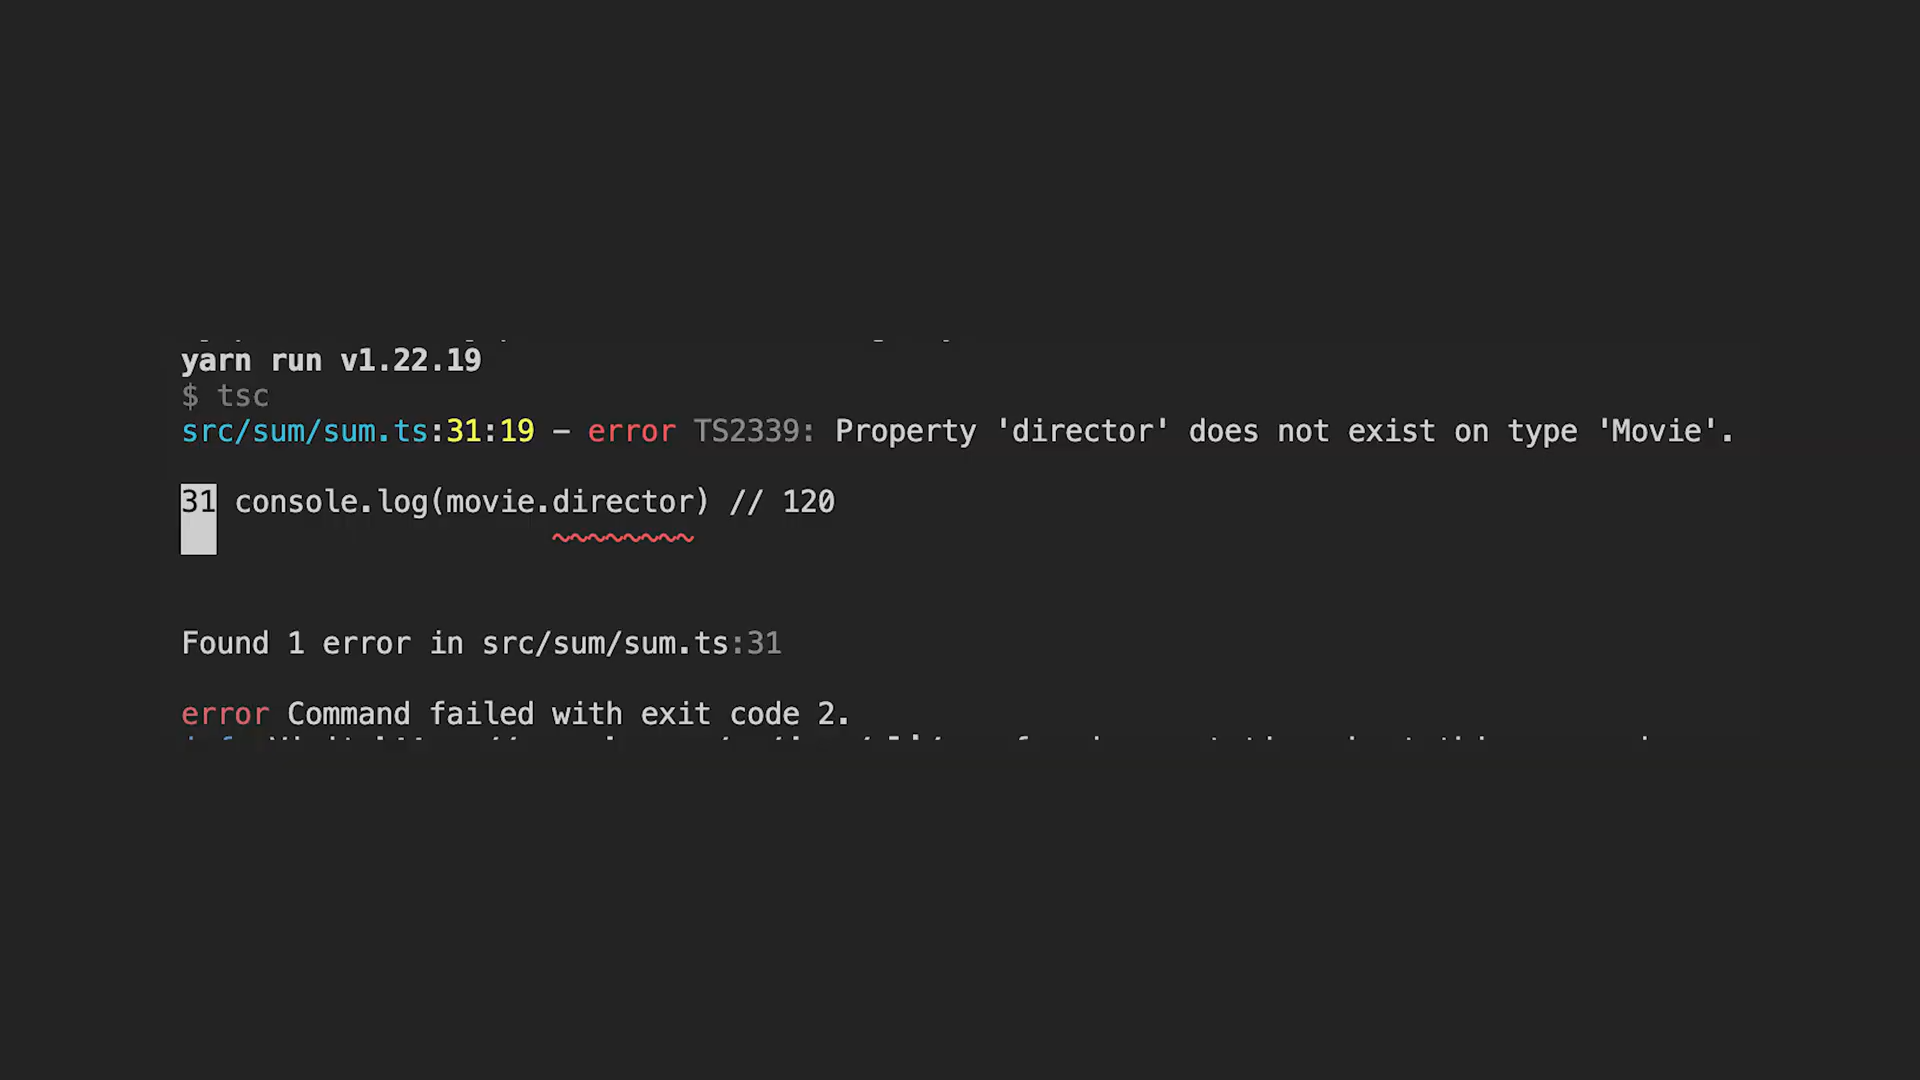 yarn run v1.22.19
$ tsc
src/sum/sum.ts:31:19 – error TS2339: Property 'director' does not exist on type 'Movie'.
31 console.log(movie.director) // 120
~~~~~~~~
Found 1 error in src/sum/sum.ts:31
error Command failed with exit code 2.